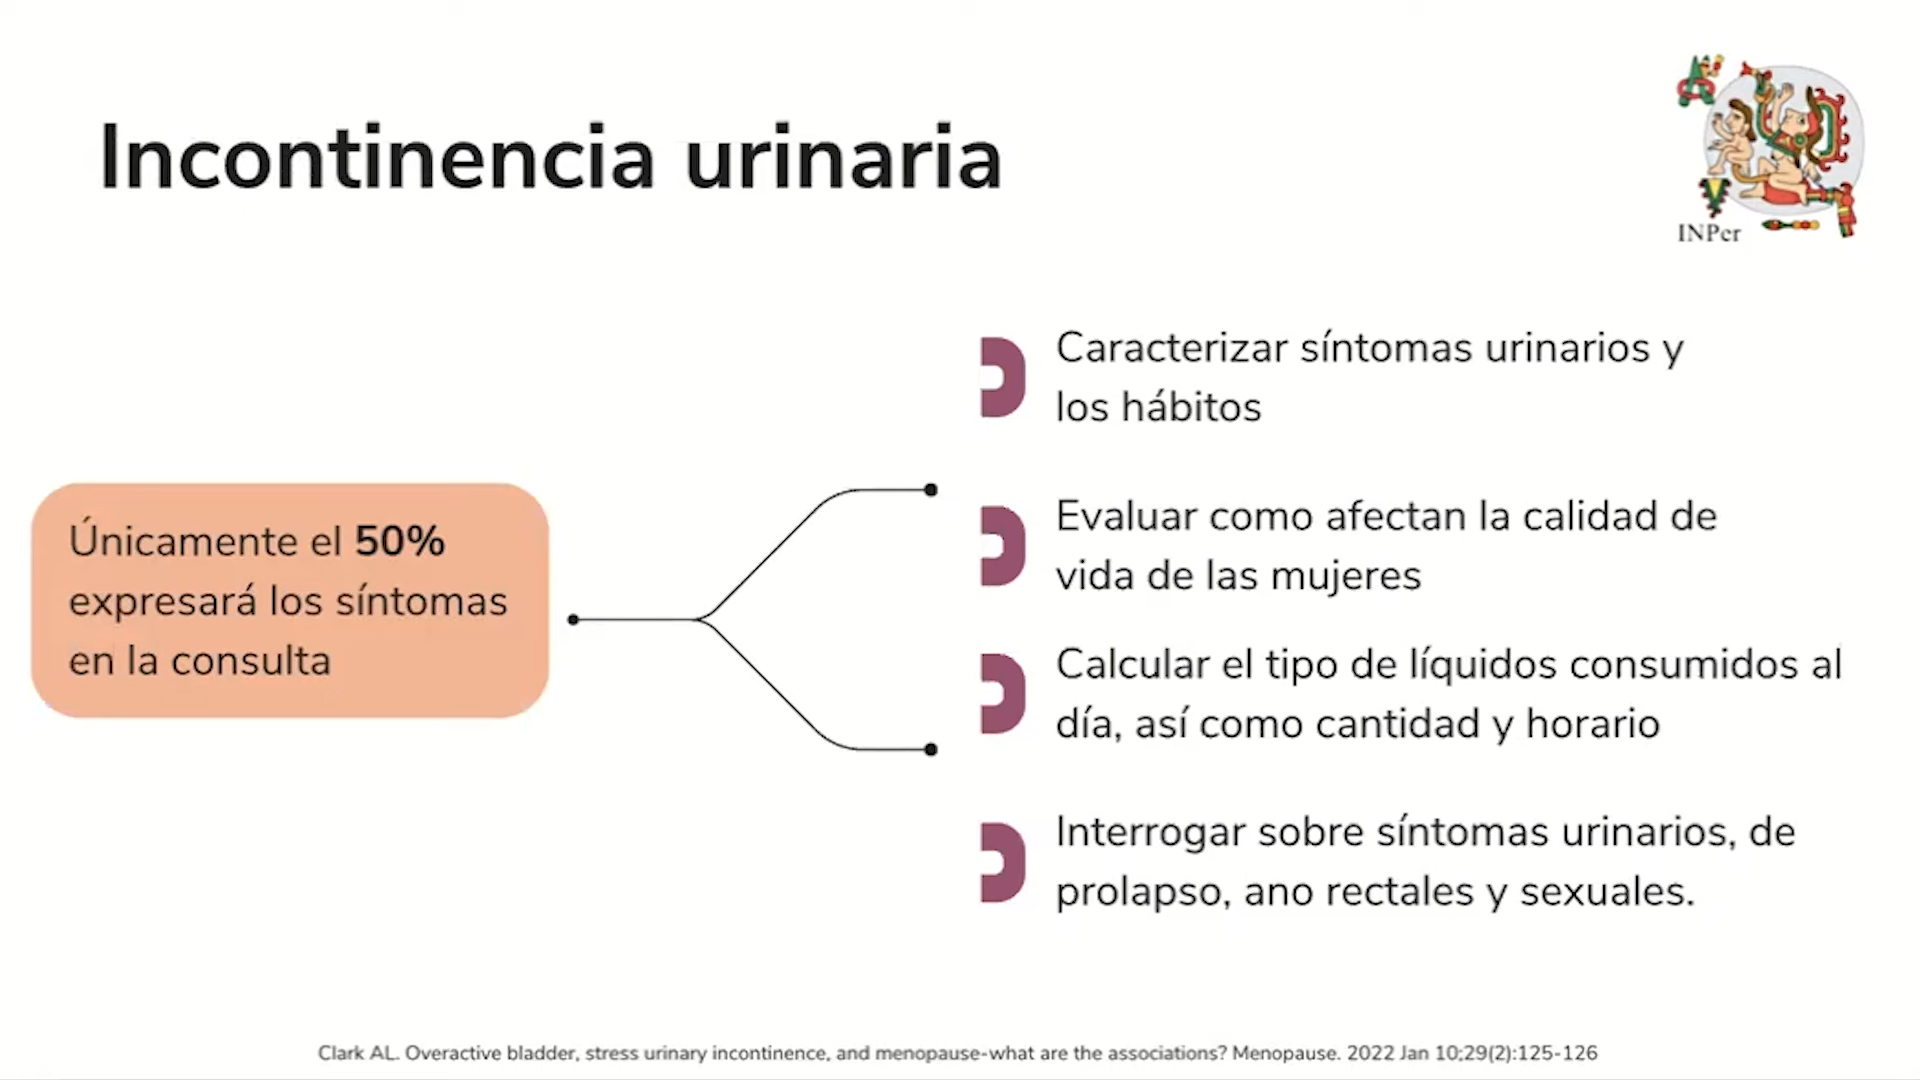 Incontinencia urinaria
INPer
Únicamente el 50%
expresará los síntomas
en la consulta
Caracterizar síntomas urinarios y
los hábitos
Evaluar como afectan la calidad de
vida de las mujeres
Calcular el tipo de líquidos consumidos al
día, así como cantidad y horario
Interrogar sobre síntomas urinarios, de
prolapso, ano rectales y sexuales.
Clark AL. Overactive bladder, stress urinary incontinence, and menopause-what are the associations? Menopause. 2022 Jan 10;29(2):125-126